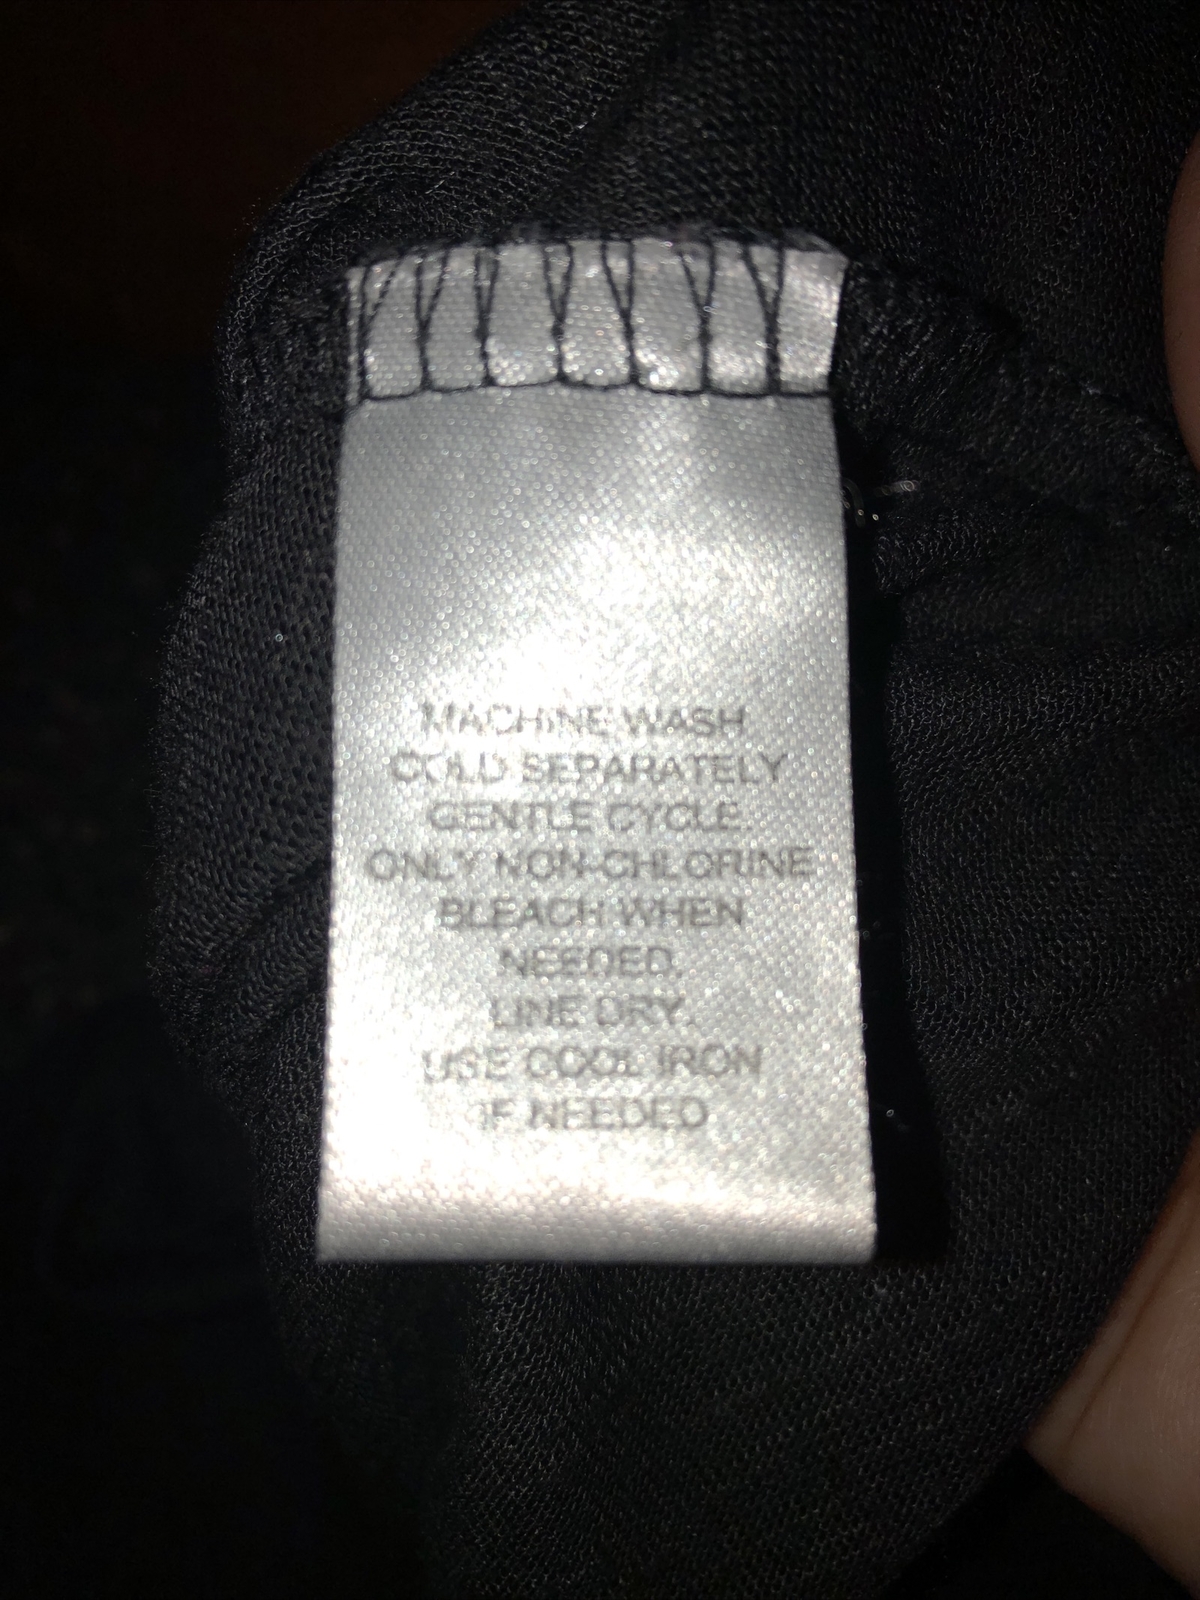 MACHINE WASH
COLD SEPARATELY
GENTLE CYCLE.
ONLY NON-CHLORINE
BLEACH WHEN
NEEDED.
LINE DRY.
USE COOL IRON
IF NEEDED